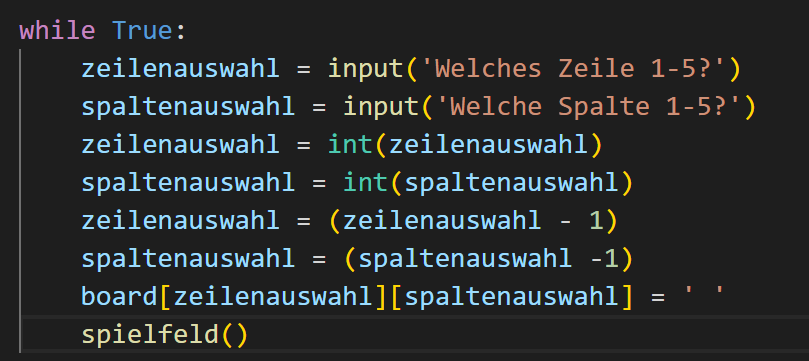 while True:
    zeilenauswahl = input('Welches Zeile 1-5?')
    spaltenauswahl = input('Welche Spalte 1-5?')
    zeilenauswahl = int(zeilenauswahl)
    spaltenauswahl = int(spaltenauswahl)
    zeilenauswahl = (zeilenauswahl - 1)
    spaltenauswahl = (spaltenauswahl -1)
    board[zeilenauswahl][spaltenauswahl] = ' '
    spielfeld()